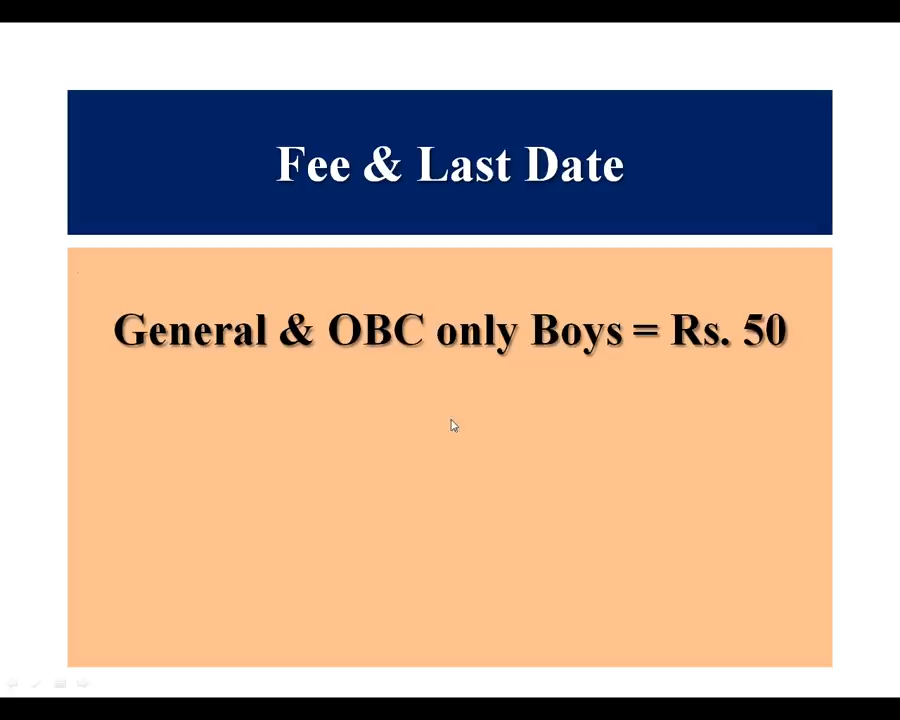 Fee & Last Date
General & OBC only Boys = Rs. 50